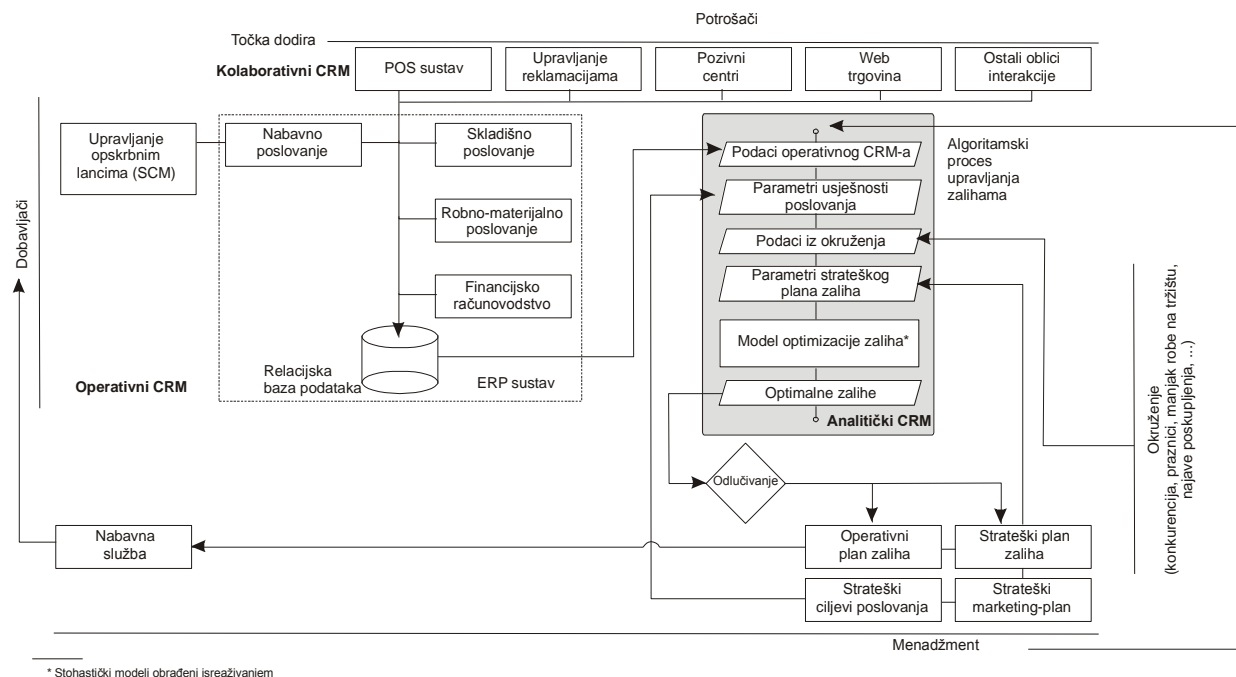 Potrošači
Točka dodira
Kolaborativni CRM
POS sustav
Upravljanje
reklamacijama
Pozivni
centri
Web
trgovina
Ostali oblici
interakcije
Upravljanje
opskrbnim
lancima (SCM)
Nabavno
poslovanje
Skladišno
poslovanje
Robno-materijalno
poslovanje
Financijsko
računovodstvo
Relacijska
baza podataka
ERP sustav
Operativni CRM
Dobavljači
Podaci operativnog CRM-a
Parametri usješnosti
poslovanja
Podaci iz okruženja
Parametri strateškog
plana zaliha
Model optimizacije zaliha*
Optimalne zalihe
Analitički CRM
Algoritamski
proces
upravljanja
zalihama
Okruženje
(konkurencija, praznici, manjak robe na tržištu,
najave poskupljenja, ...)
Odlučivanje
Nabavna
služba
Operativni
plan zaliha
Strateški plan
zaliha
Strateški
ciljevi poslovanja
Strateški
marketing-plan
Menadžment
* Stohastički modeli obrađeni isreaživanjem